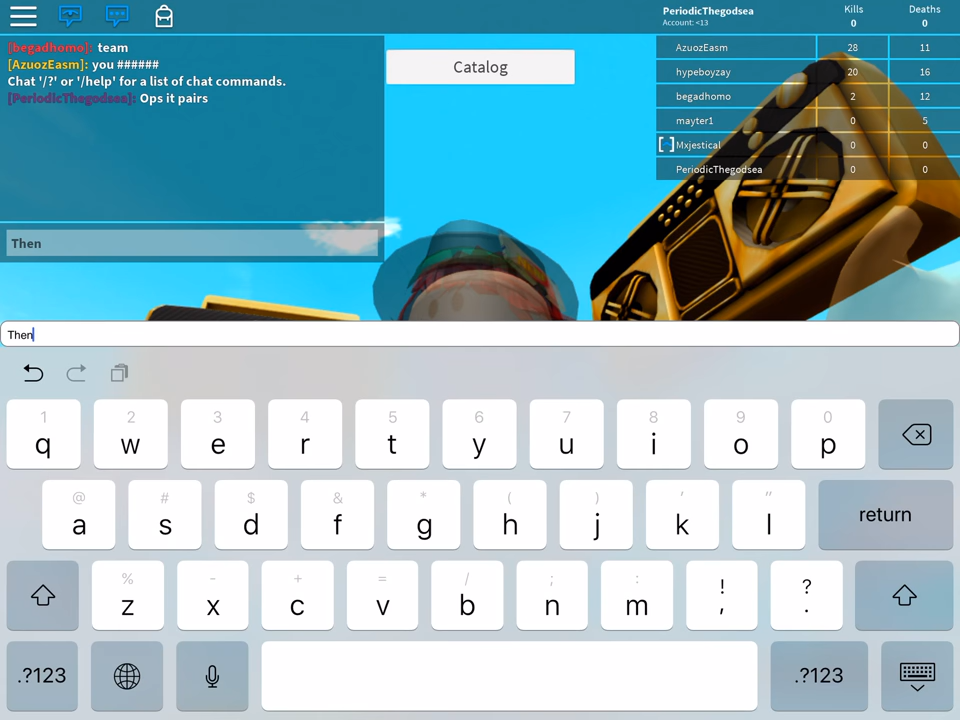 PeriodicThegodsea Kills Deaths
Account: <13 0 0
[begadhomo]: team
[AzuozEasm]: you ######
Chat '/?' or '/help' for a list of chat commands.
[PeriodicThegodsea]: Ops it pairs
Catalog
AzuozEasm 28 11
hypeboyzay 20 16
begadhomo 2 12
mayter1 0 5
[ ] Mxjestical 0 0
PeriodicThegodsea 0 0
Then
Then
1 2 3 4 5 6 7 8 9 0
q w e r t y u i o p
@ # $ & * ( ) ' "
a s d f g h j k l return
% - + = / ; : ! ?
z x c v b n m , .
.?123 .?123